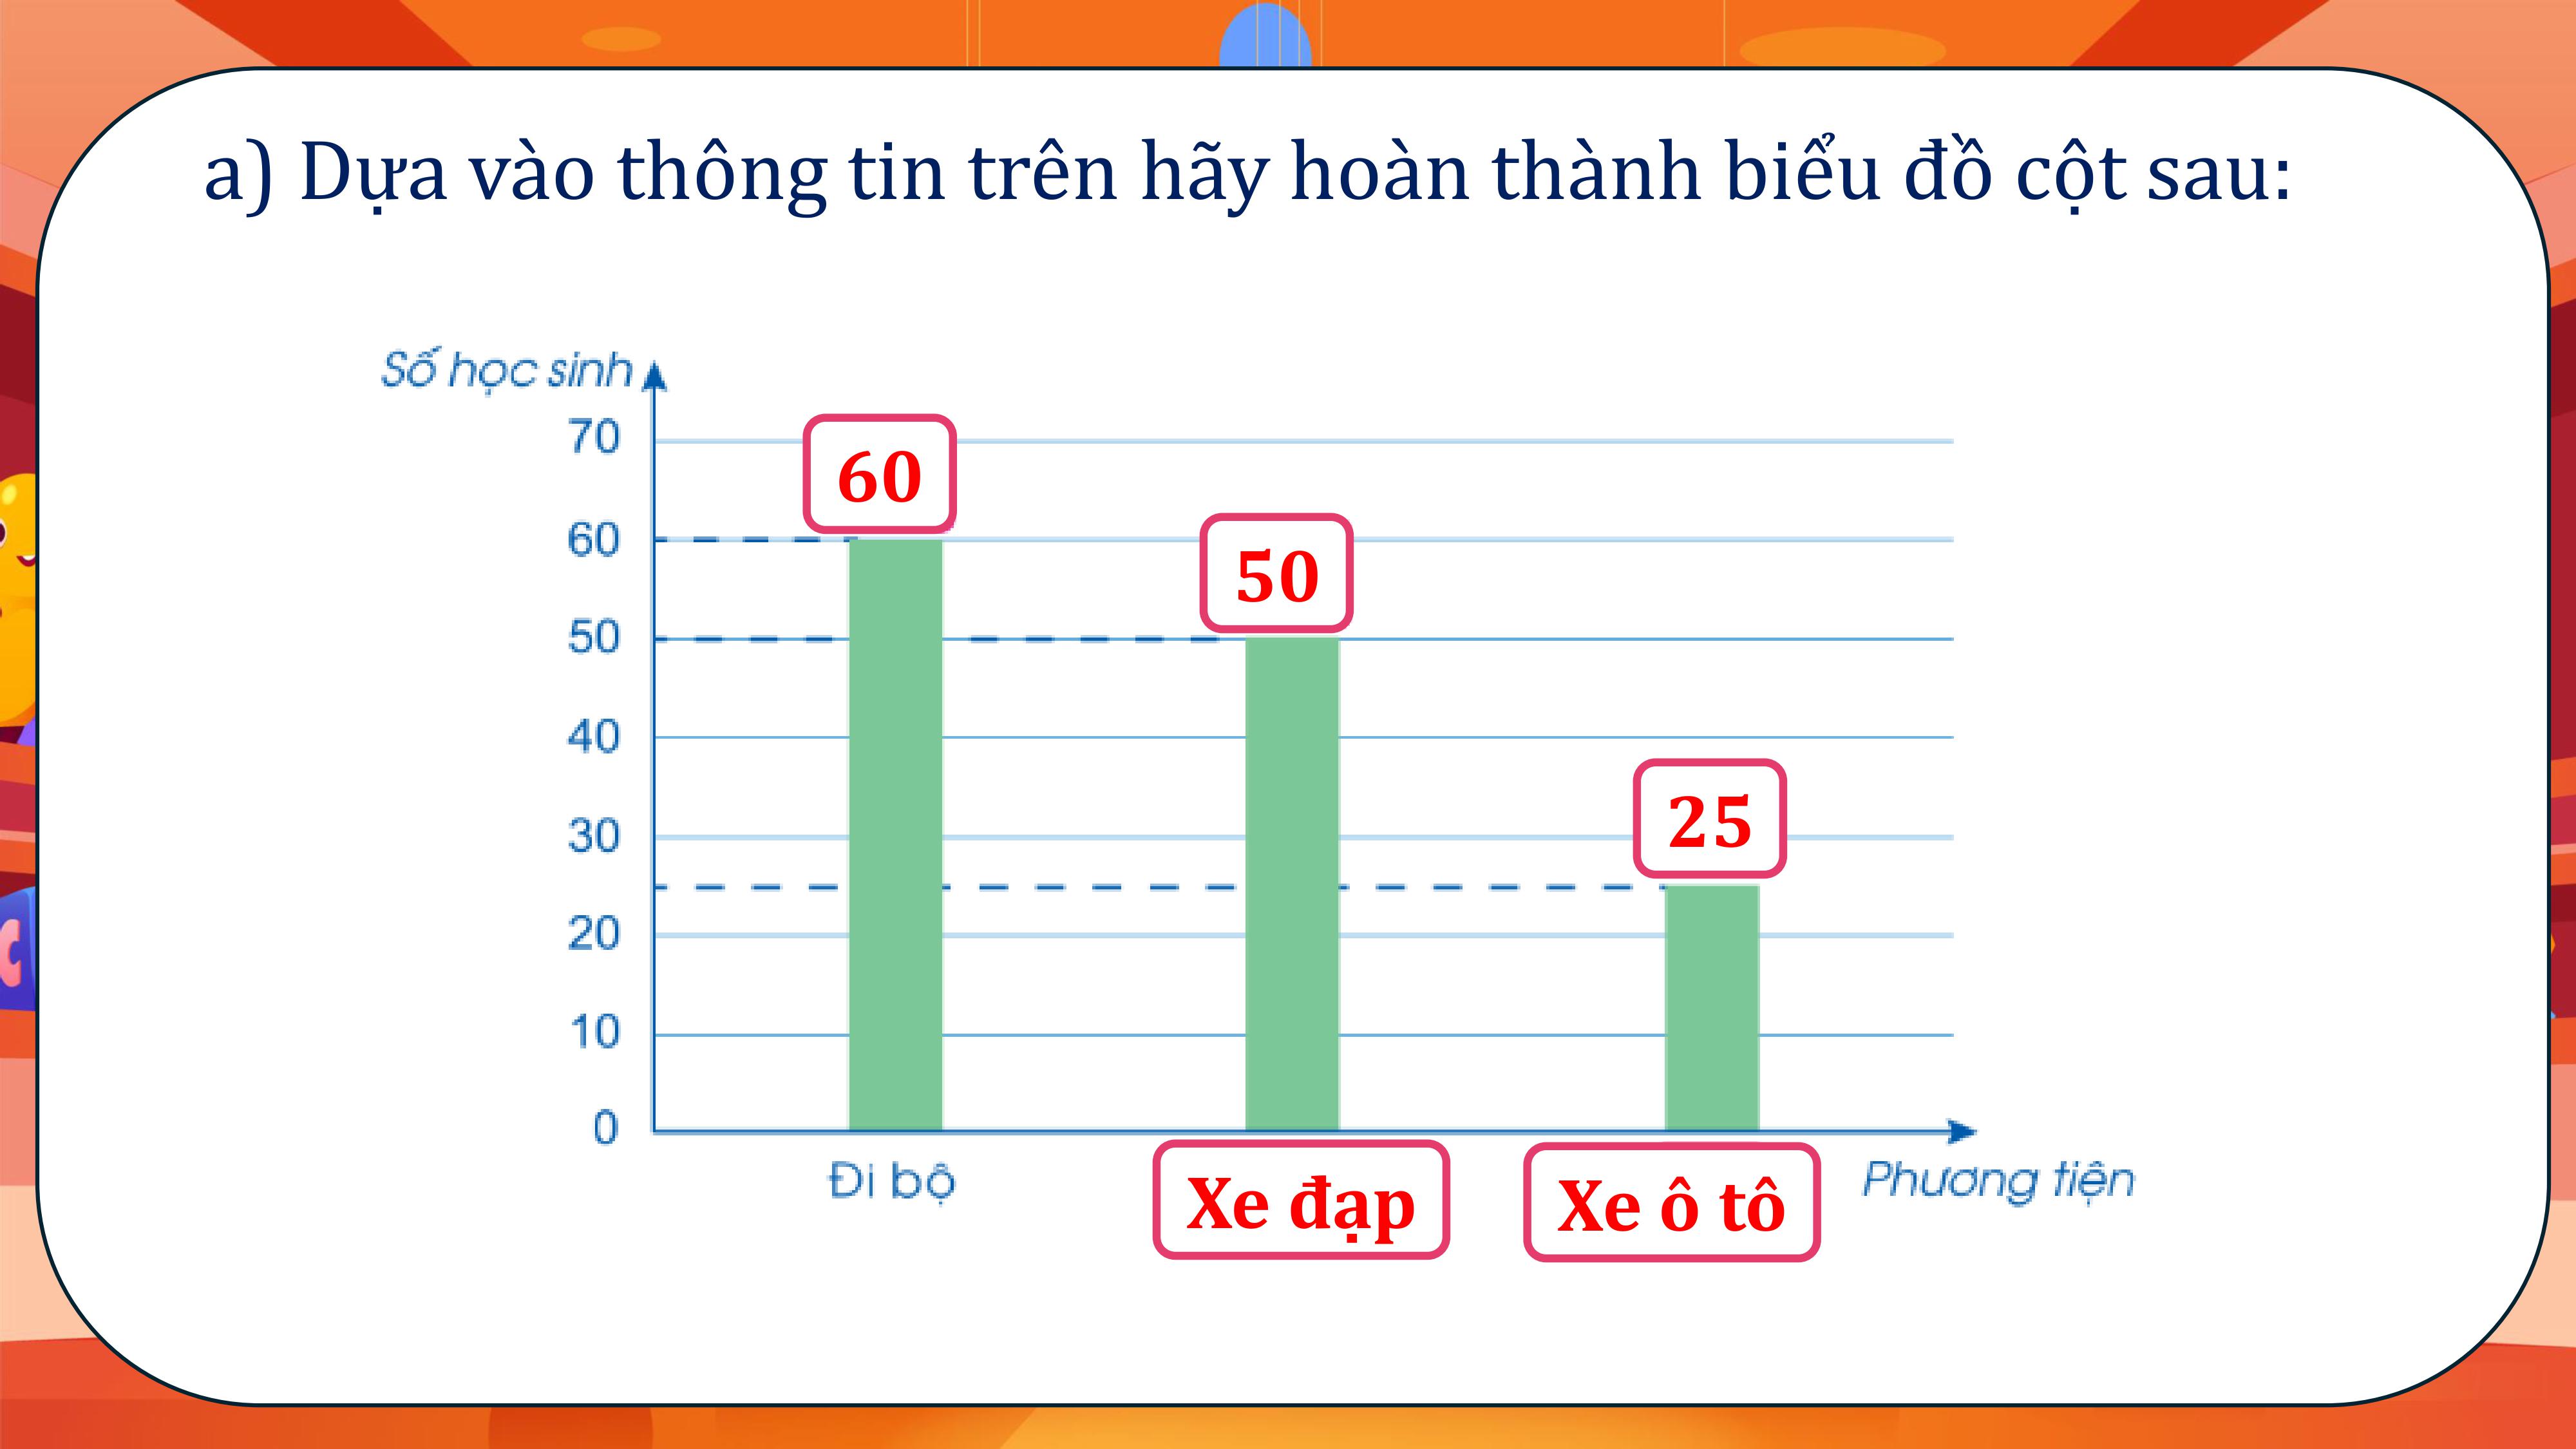 a) Dựa vào thông tin trên hãy hoàn thành biểu đồ cột sau:
Số học sinh
70
60
60
50
50
40
25
30
20
10
0
Đi bộ
Xe đạp
Xe ô tô
Phương tiện